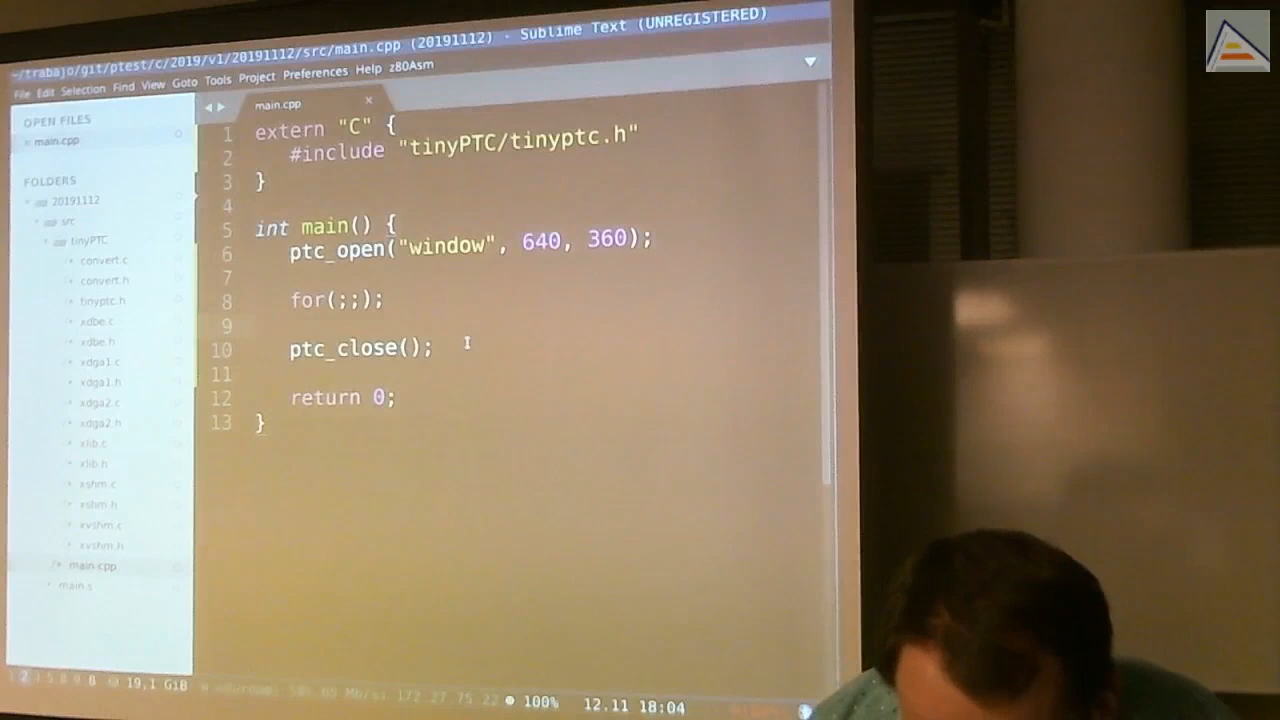 ~/trabajo/git/ptest/c/2019/v1/20191112/src/main.cpp (20191112) - Sublime Text (UNREGISTERED)
File Edit Selection Find View Goto Tools Project Preferences Help z80Asm
OPEN FILES
main.cpp
FOLDERS
20191112
src
tinyPTC
convert.c
convert.h
tinyptc.h
xdbe.c
xdbe.h
xdga1.c
xdga1.h
xdga2.c
xdga2.h
xlib.c
xlib.h
xshm.c
xshm.h
xvshm.c
xvshm.h
main.cpp
main.s
main.cpp ×
1 extern "C" {
2 #include "tinyPTC/tinyptc.h"
3 }
4
5 int main() {
6 ptc_open("window", 640, 360);
7
8 for(;;);
9
10 ptc_close();
11
12 return 0;
13 }
19,1 GiB 100% 12.11 18:04